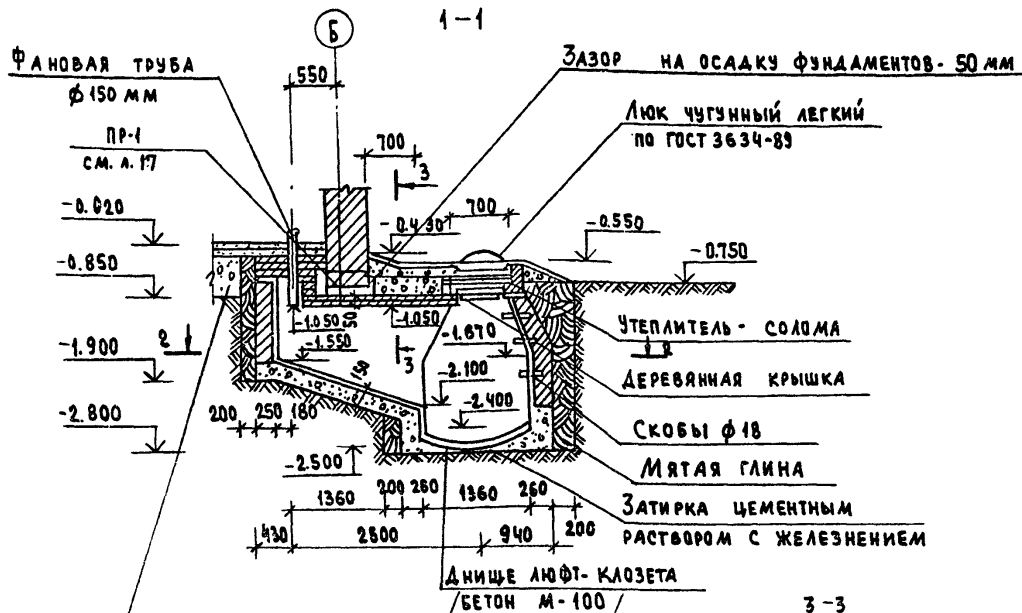 1-1
Б
ФАНОВАЯ ТРУБА
Ø 150 ММ
550
ЗАЗОР НА ОСАДКУ ФУНДАМЕНТОВ- 50 ММ
ЛЮК ЧУГУННЫЙ ЛЕГКИЙ
ПО ГОСТ 3634-89
ПР-1
СМ. Л. 17
700
3
700
-0.020
-0.430
-0.550
-0.750
-0.850
-1.050
50
-1.050
УТЕПЛИТЕЛЬ- СОЛОМА
2
-1.550
3
-1.670
2
-1.900
150
-2.100
ДЕРЕВЯННАЯ КРЫШКА
200
250
180
-2.400
-2.800
СКОБЫ ф18
-2.500
МЯТАЯ ГЛИНА
1360
200
260
1360
260
ЗАТИРКА ЦЕМЕНТНЫМ
РАСТВОРОМ С ЖЕЛЕЗНЕНИЕМ
430
2800
940
200
ДНИЩЕ ЛЮФТ-КЛОЗЕТА
/БЕТОН М-100/
3-3